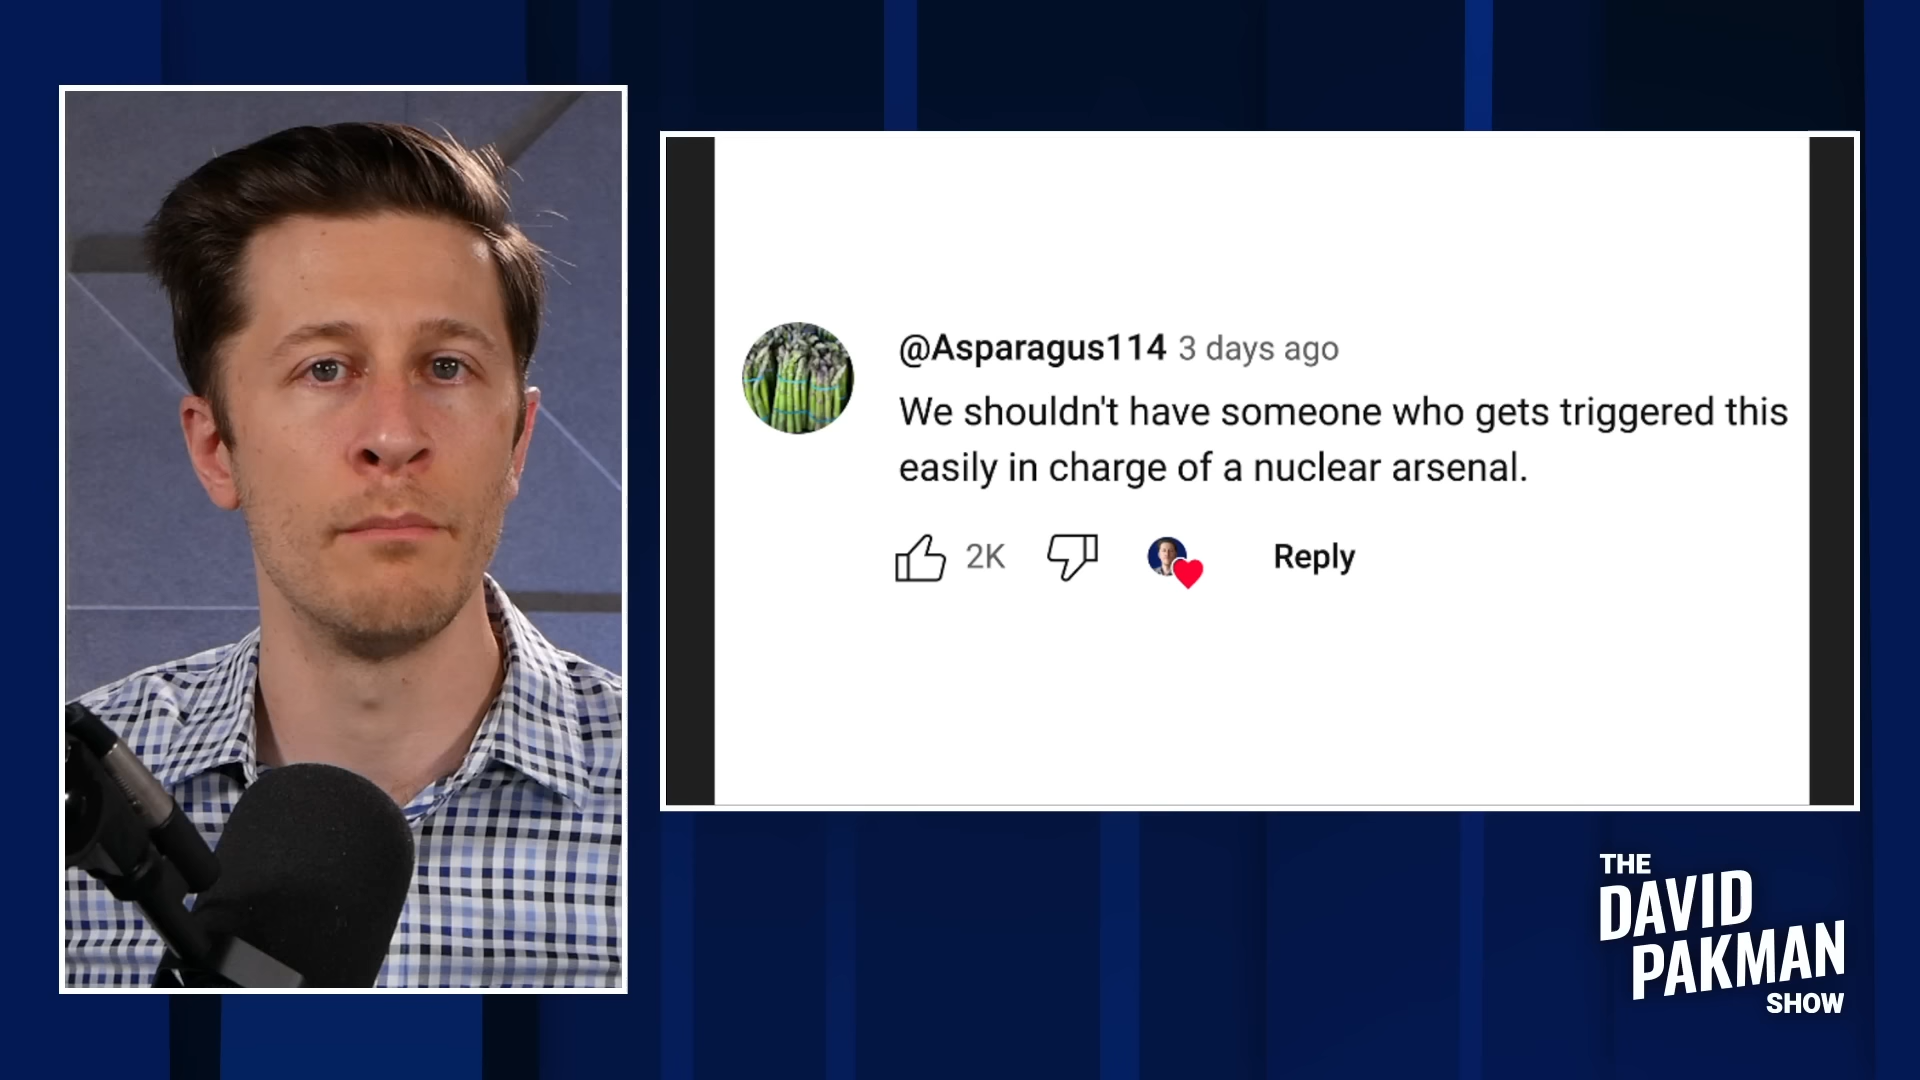 @Asparagus114 3 days ago
We shouldn't have someone who gets triggered this
easily in charge of a nuclear arsenal.
2K
Reply
THE
DAVID
PAKMAN
SHOW